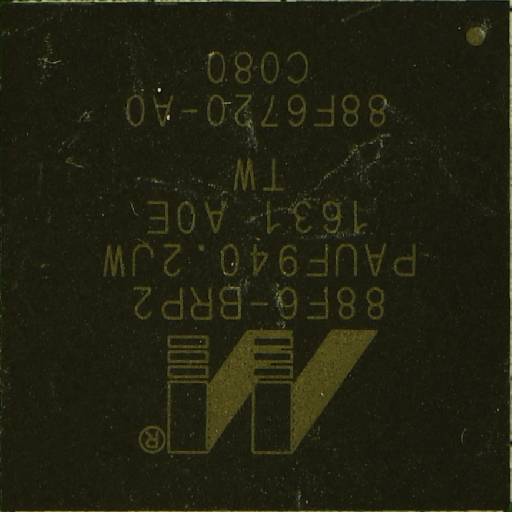 ®
88F6-BRP2
PAUF940.2JW
1631 A0E
TW
88F6720-A0
C080